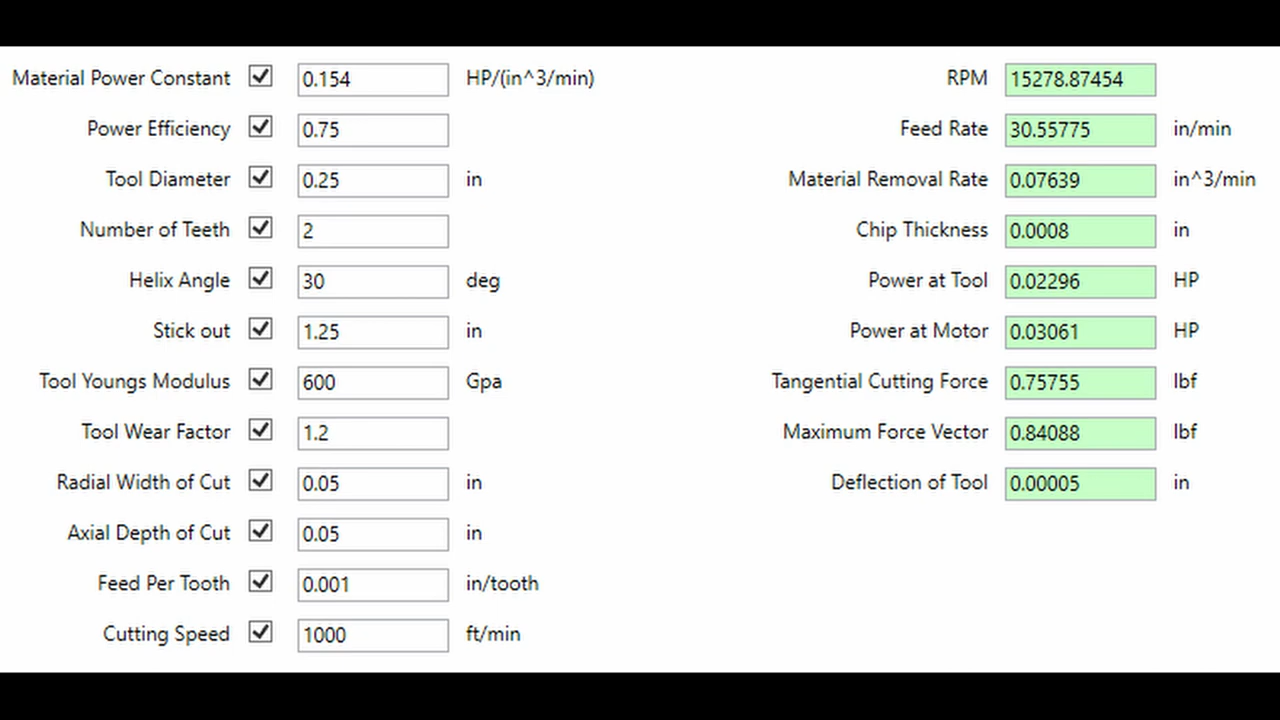 Material Power Constant 0.154 HP/(in^3/min) RPM 15278.87454
Power Efficiency 0.75 Feed Rate 30.55775 in/min
Tool Diameter 0.25 in Material Removal Rate 0.07639 in^3/min
Number of Teeth 2 Chip Thickness 0.0008 in
Helix Angle 30 deg Power at Tool 0.02296 HP
Stick out 1.25 in Power at Motor 0.03061 HP
Tool Youngs Modulus 600 Gpa Tangential Cutting Force 0.75755 lbf
Tool Wear Factor 1.2 Maximum Force Vector 0.84088 lbf
Radial Width of Cut 0.05 in Deflection of Tool 0.00005 in
Axial Depth of Cut 0.05 in
Feed Per Tooth 0.001 in/tooth
Cutting Speed 1000 ft/min